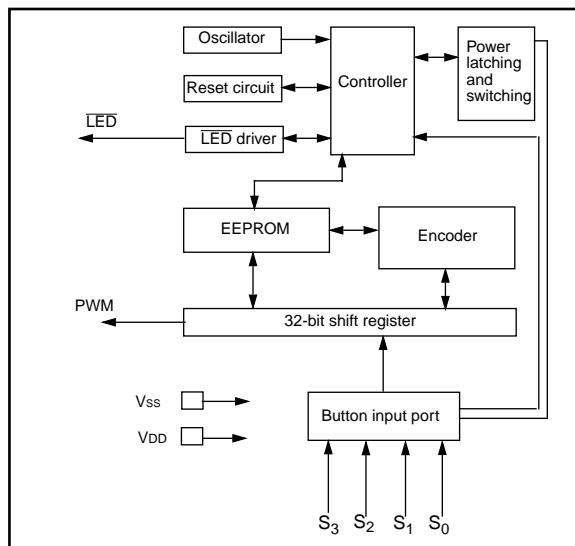 Oscillator
Controller
Power
latching
and
switching
Reset circuit
LED
LED driver
EEPROM
Encoder
PWM
32-bit shift register
VSS
Button input port
VDD
S3
S2
S1
S0